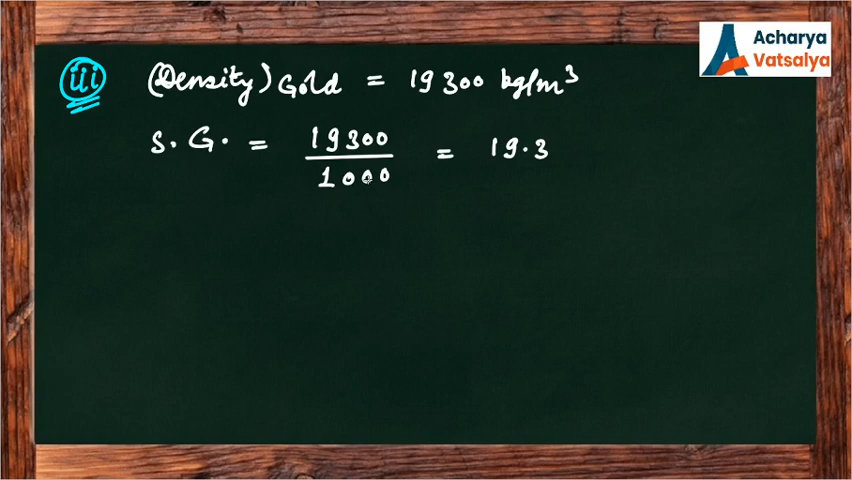 Acharya
Vatsalya
iii (Density) Gold = 19300 kg/m³
S.G. = 19300/1000 = 19.3